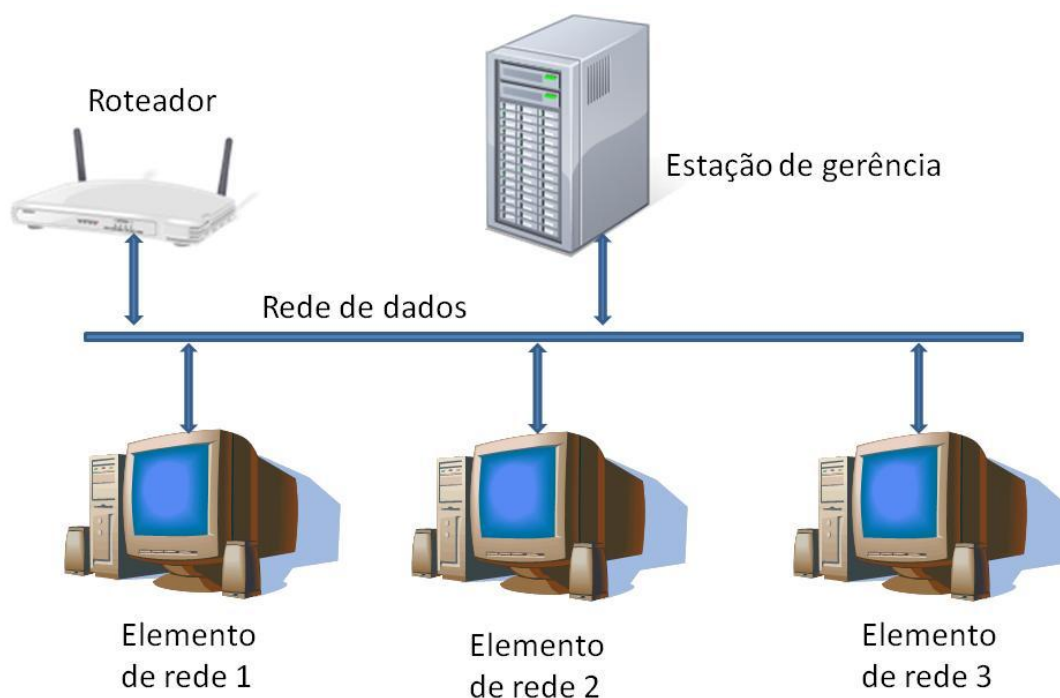 Roteador
Estação de gerência
Rede de dados
Elemento
de rede 1
Elemento
de rede 2
Elemento
de rede 3